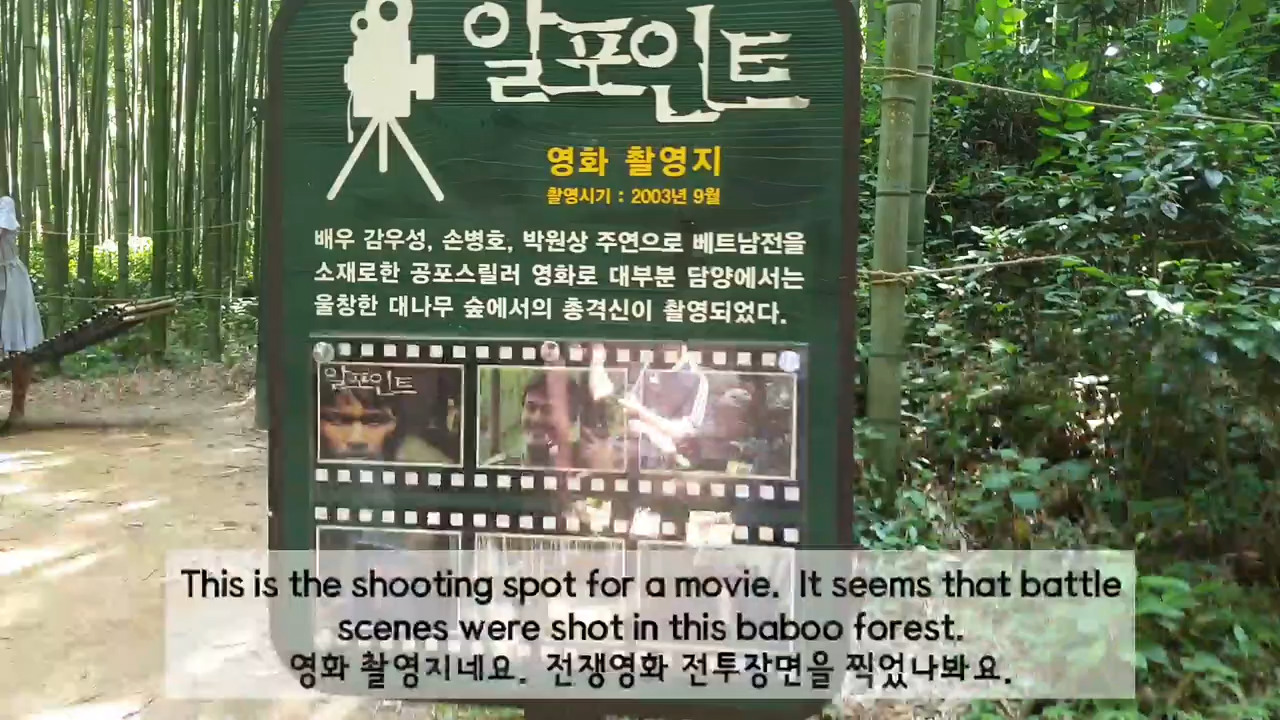 알포인트
영화 촬영지
촬영시기 : 2003년 9월
배우 감우성, 손병호, 박원상 주연으로 베트남전을
소재로한 공포스릴러 영화로 대부분 담양에서는
울창한 대나무 숲에서의 총격신이 촬영되었다.
알포인트
This is the shooting spot for a movie. It seems that battle
scenes were shot in this baboo forest.
영화 촬영지네요. 전쟁영화 전투장면을 찍었나봐요.